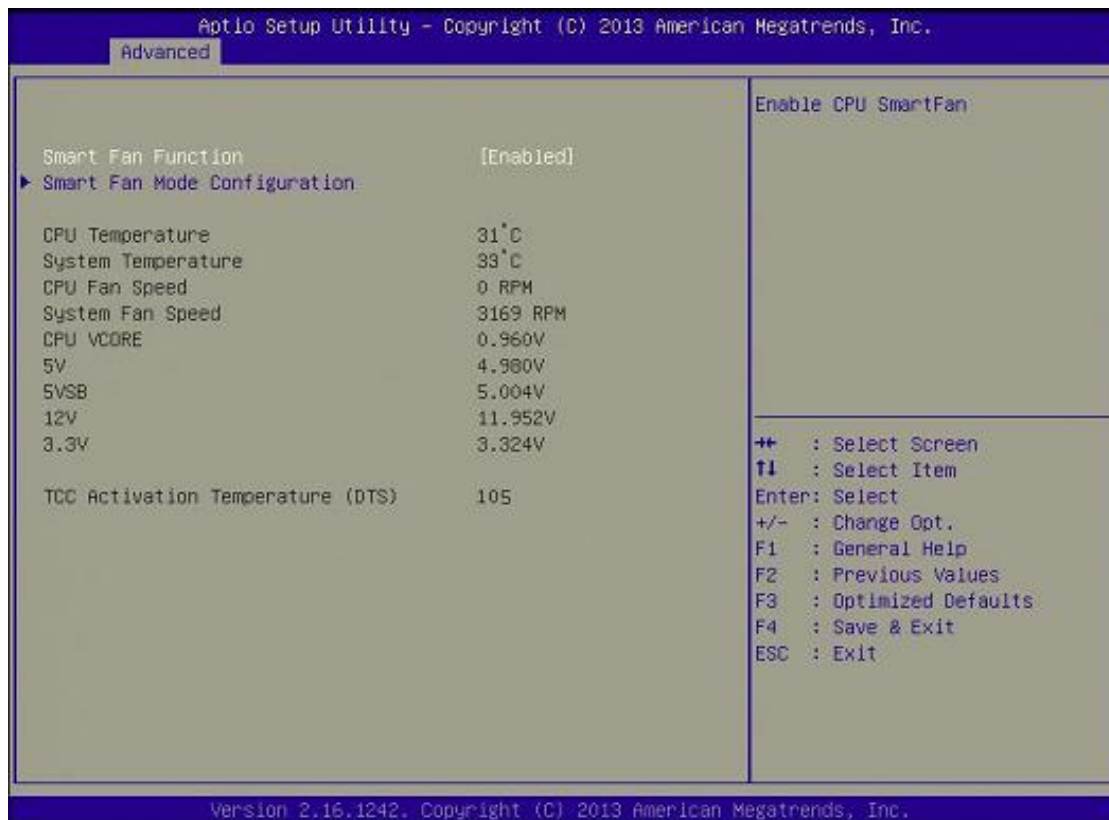 Aptio Setup Utility – Copyright (C) 2013 American Megatrends, Inc.
Advanced
Smart Fan Function [Enabled]
▶ Smart Fan Mode Configuration
CPU Temperature 31°C
System Temperature 33°C
CPU Fan Speed 0 RPM
System Fan Speed 3169 RPM
CPU VCORE 0.960V
5V 4.980V
5VSB 5.004V
12V 11.952V
3.3V 3.324V
TCC Activation Temperature (DTS) 105
Enable CPU SmartFan
→← : Select Screen
↑↓ : Select Item
Enter: Select
+/- : Change Opt.
F1 : General Help
F2 : Previous Values
F3 : Optimized Defaults
F4 : Save & Exit
ESC : Exit
Version 2.16.1242. Copyright (C) 2013 American Megatrends, Inc.